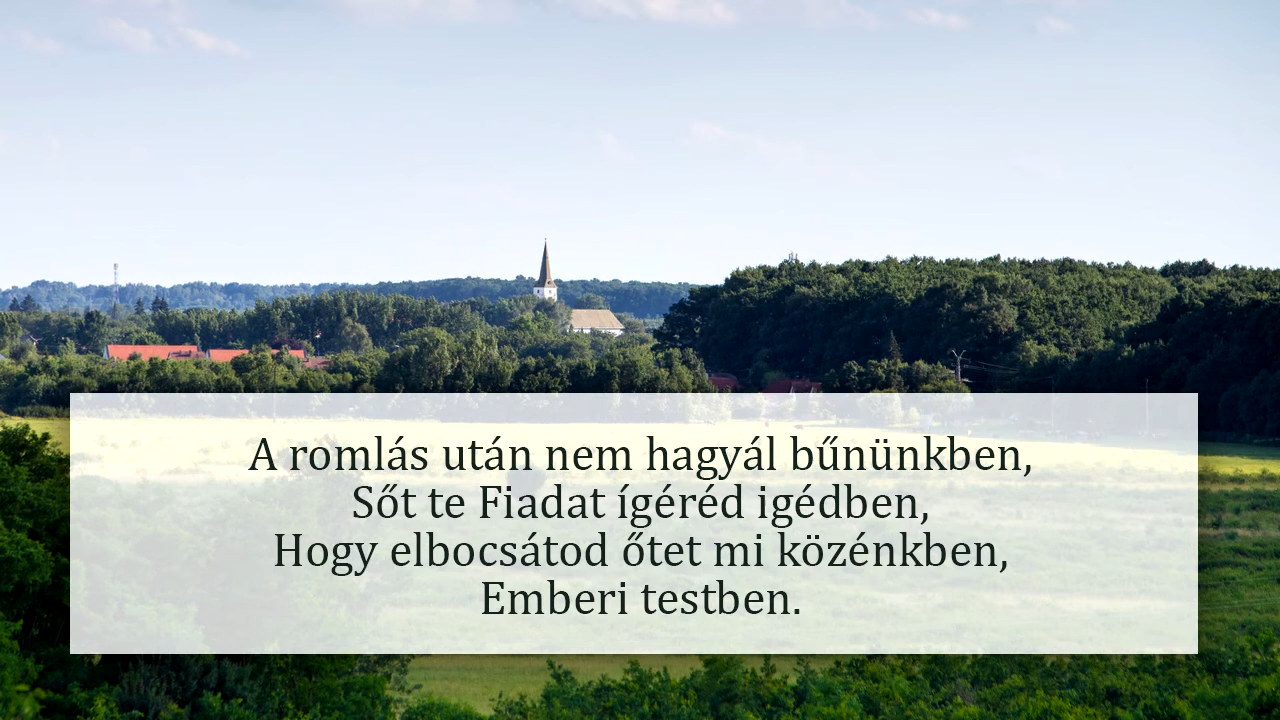 A romlás után nem hagyál bűnünkben,
Sőt te Fiadat ígéréd igédben,
Hogy elbocsátod őtet mi közénkben,
Emberi testben.